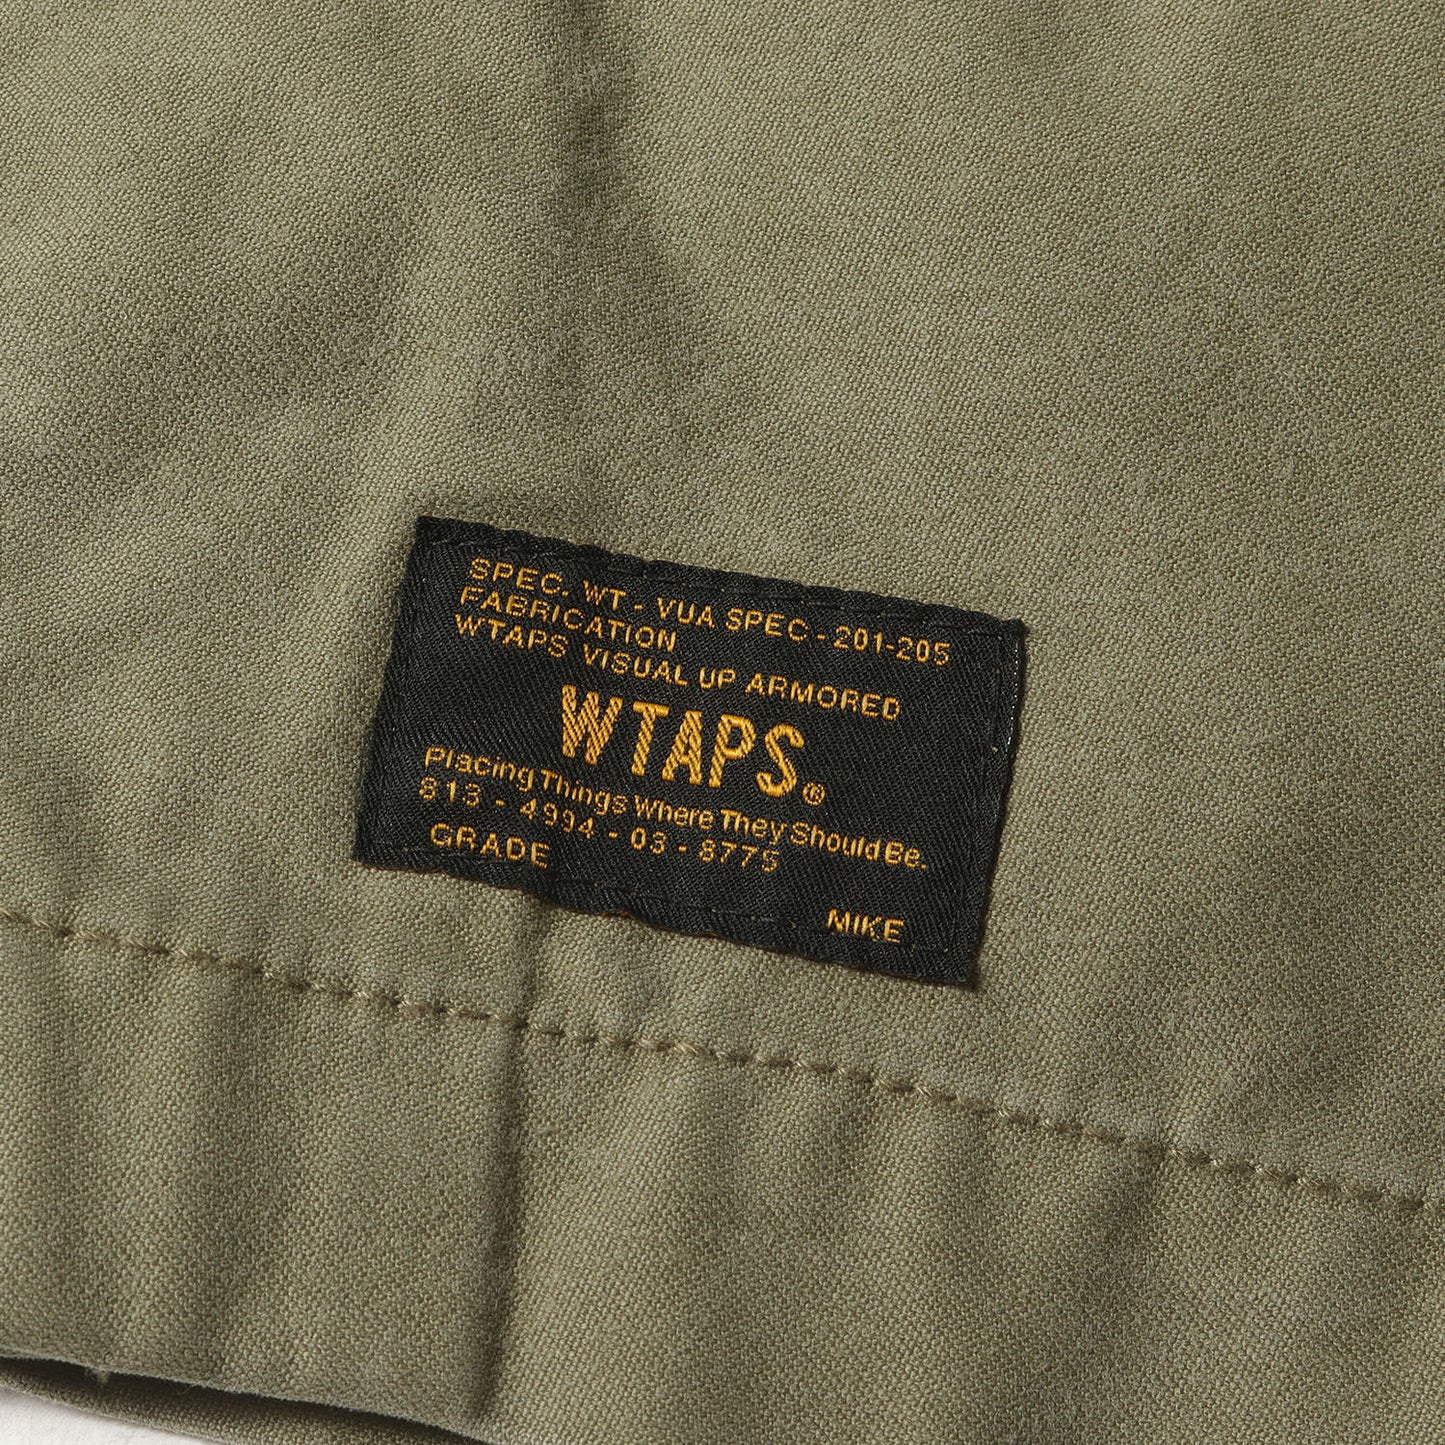 SPEC. WT - VUA SPEC - 201-205
FABRICATION
WTAPS VISUAL UP ARMORED
WTAPS®
Placing Things Where They Should Be.
813 - 4994 - 03 - 8775
GRADE
MIKE